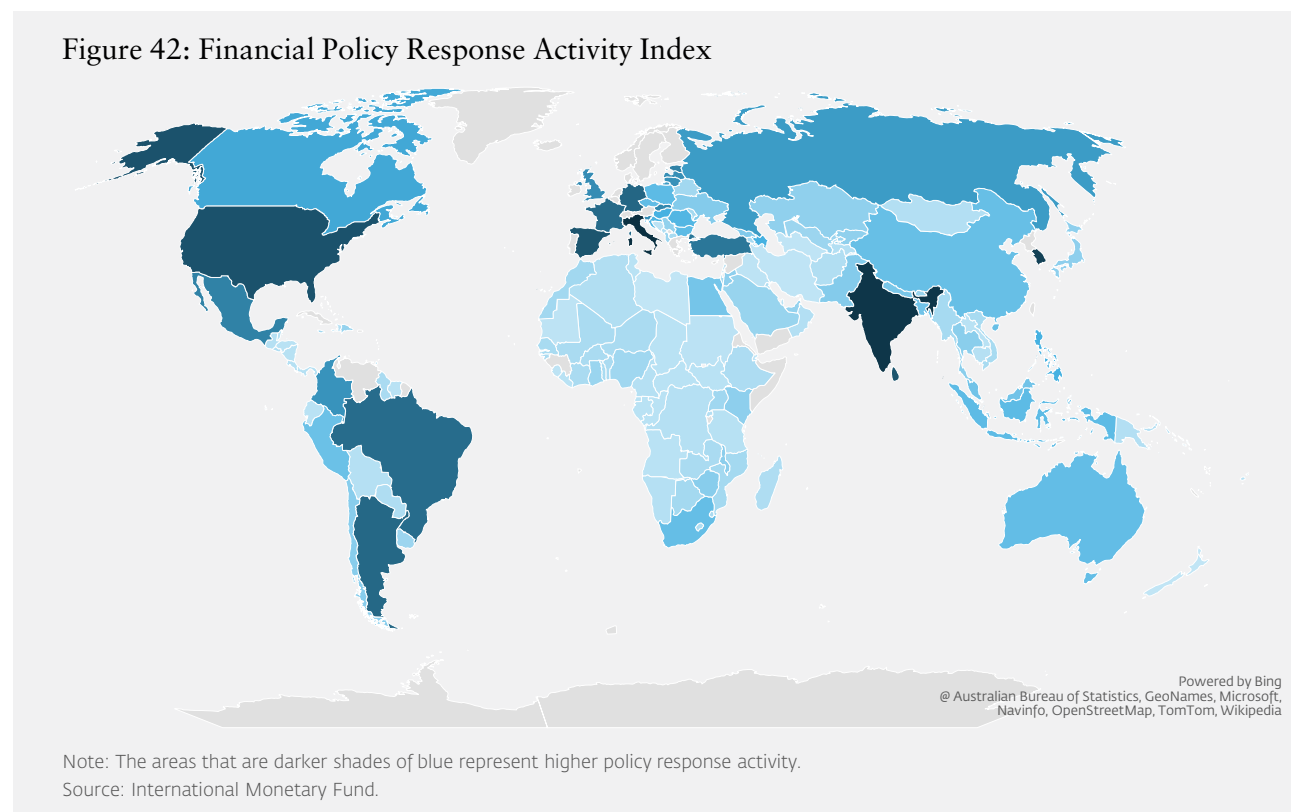 Figure 42: Financial Policy Response Activity Index
Powered by Bing
@ Australian Bureau of Statistics, GeoNames, Microsoft,
Navinfo, OpenStreetMap, TomTom, Wikipedia
Note: The areas that are darker shades of blue represent higher policy response activity.
Source: International Monetary Fund.